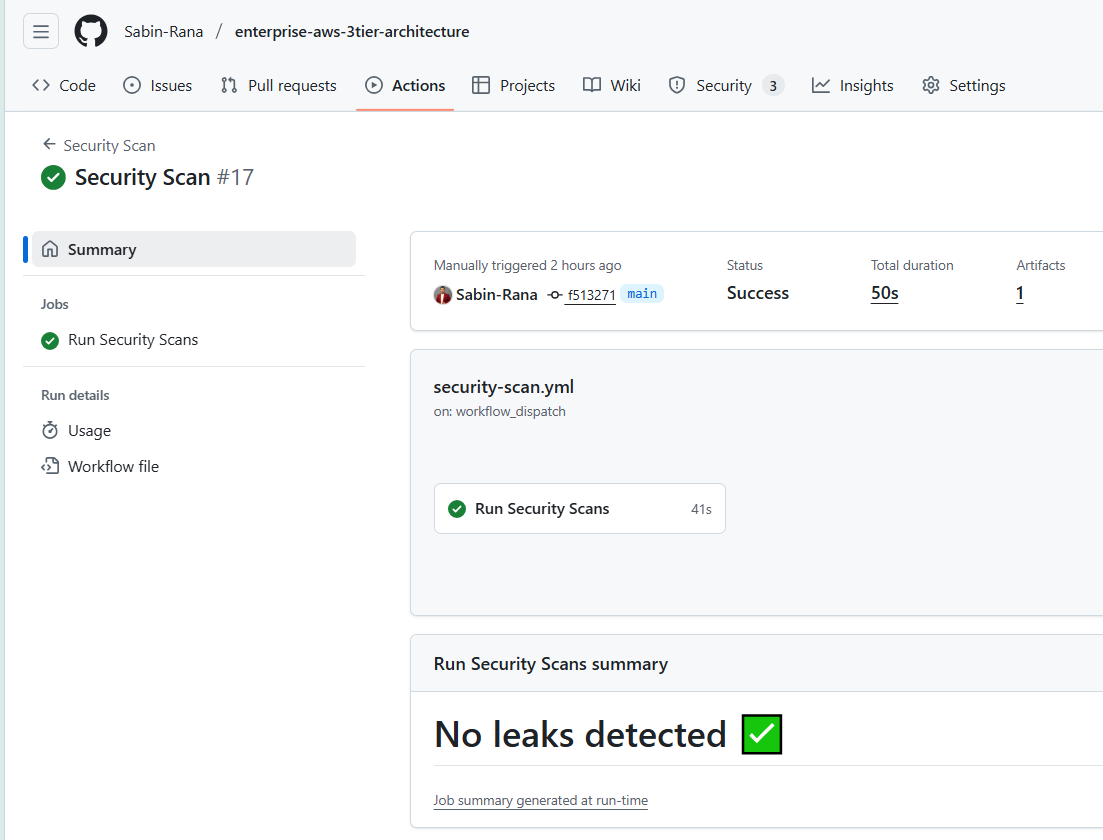 Sabin-Rana / enterprise-aws-3tier-architecture
Code Issues Pull requests Actions Projects Wiki Security 3 Insights Settings
Security Scan
Security Scan #17
Summary
Jobs
Run Security Scans
Run details
Usage
Workflow file
Manually triggered 2 hours ago Status Total duration Artifacts
Sabin-Rana f513271 main Success 50s 1
security-scan.yml
on: workflow_dispatch
Run Security Scans 41s
Run Security Scans summary
No leaks detected ✅
Job summary generated at run-time